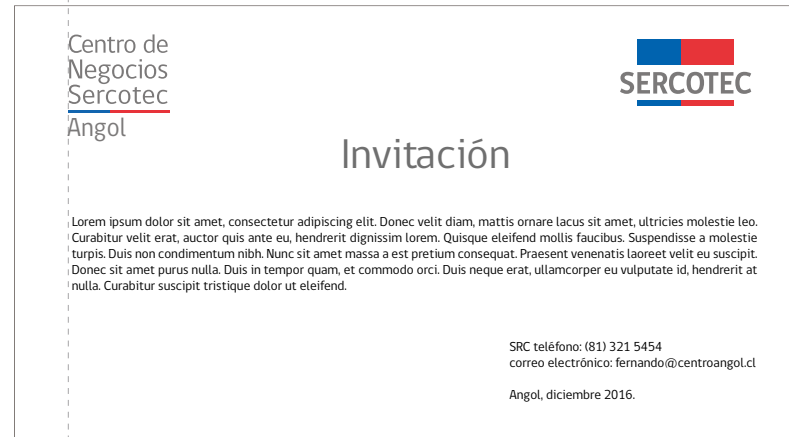 Centro de
Negocios
Sercotec
Angol
SERCOTEC
Invitación
Lorem ipsum dolor sit amet, consectetur adipiscing elit. Donec velit diam, mattis ornare lacus sit amet, ultricies molestie leo.
Curabitur velit erat, auctor quis ante eu, hendrerit dignissim lorem. Quisque eleifend mollis faucibus. Suspendisse a molestie
turpis. Duis non condimentum nibh. Nunc sit amet massa a est pretium consequat. Praesent venenatis laoreet velit eu suscipit.
Donec sit amet purus nulla. Duis in tempor quam, et commodo orci. Duis neque erat, ullamcorper eu vulputate id, hendrerit at
nulla. Curabitur suscipit tristique dolor ut eleifend.
SRC teléfono: (81) 321 5454
correo electrónico: fernando@centroangol.cl
Angol, diciembre 2016.